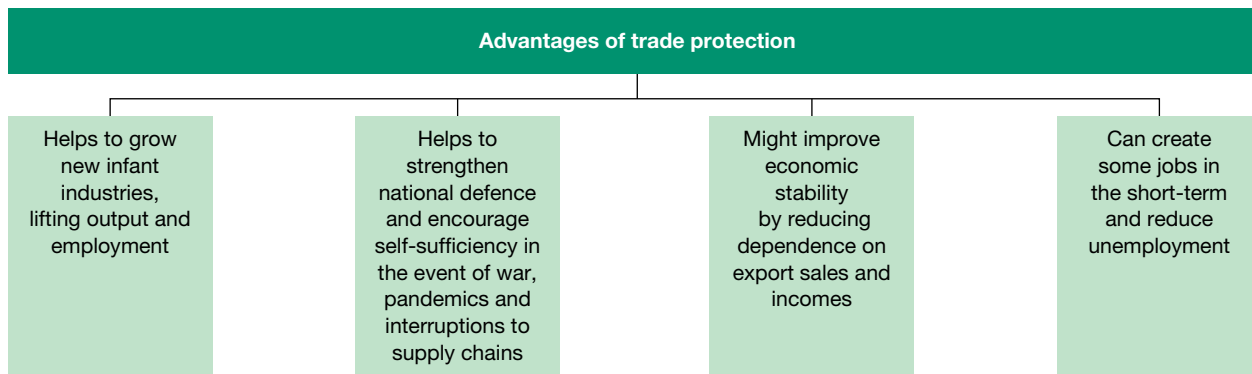 Advantages of trade protection
Helps to grow
new infant
industries,
lifting output and
employment
Helps to
strengthen
national defence
and encourage
self-sufficiency in
the event of war,
pandemics and
interruptions to
supply chains
Might improve
economic
stability
by reducing
dependence on
export sales and
incomes
Can create
some jobs in
the short-term
and reduce
unemployment